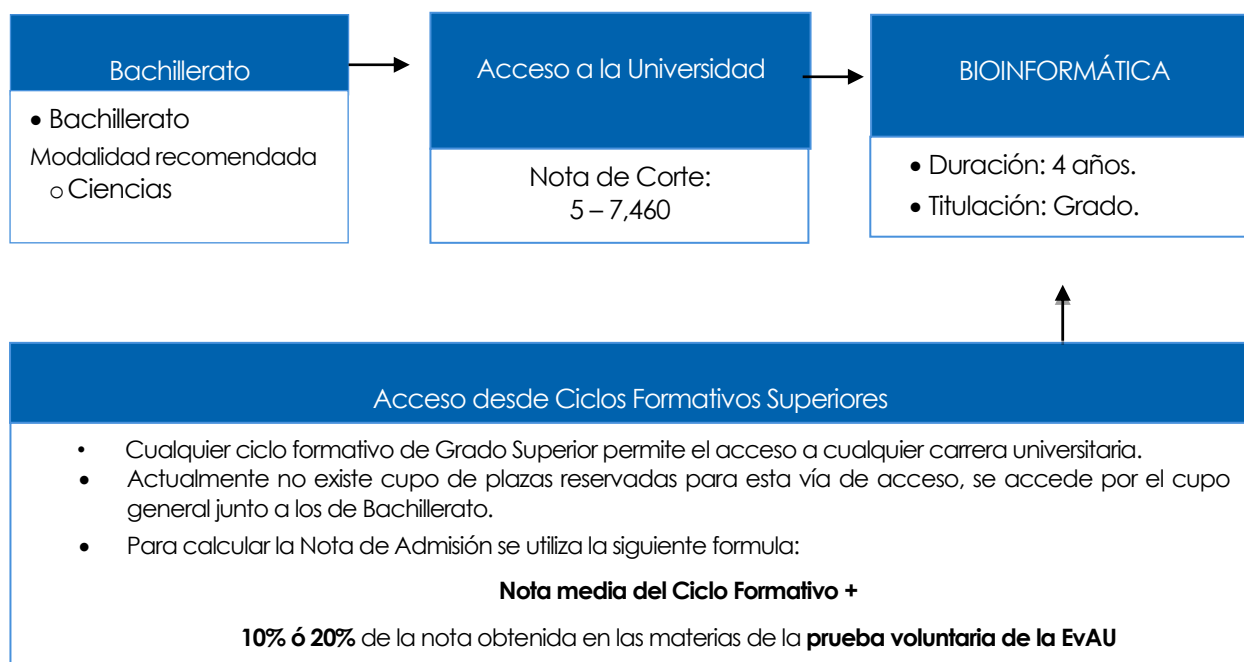 Bachillerato
• Bachillerato
Modalidad recomendada
o Ciencias
Acceso a la Universidad
Nota de Corte:
5 – 7,460
BIOINFORMÁTICA
• Duración: 4 años.
• Titulación: Grado.
Acceso desde Ciclos Formativos Superiores
• Cualquier ciclo formativo de Grado Superior permite el acceso a cualquier carrera universitaria.
• Actualmente no existe cupo de plazas reservadas para esta vía de acceso, se accede por el cupo
general junto a los de Bachillerato.
• Para calcular la Nota de Admisión se utiliza la siguiente formula:
Nota media del Ciclo Formativo +
10% ó 20% de la nota obtenida en las materias de la prueba voluntaria de la EvAU